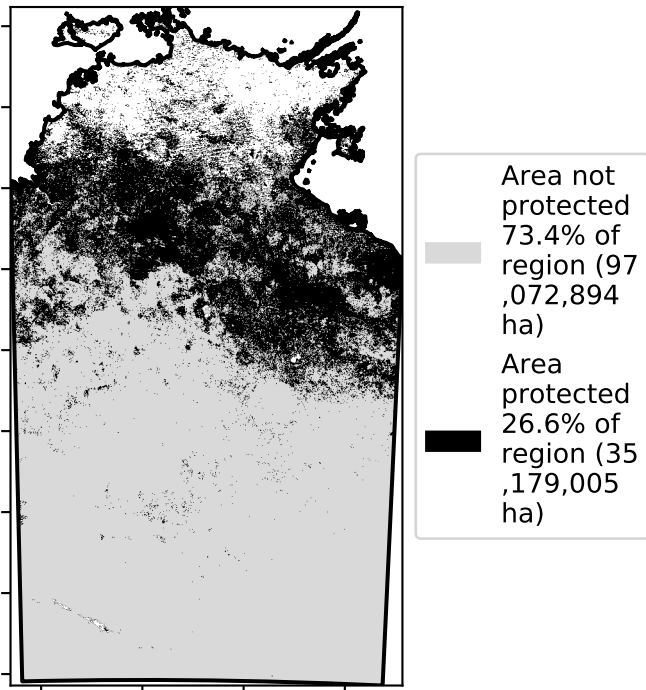 Area not
protected
73.4% of
region (97
,072,894
ha)
Area
protected
26.6% of
region (35
,179,005
ha)